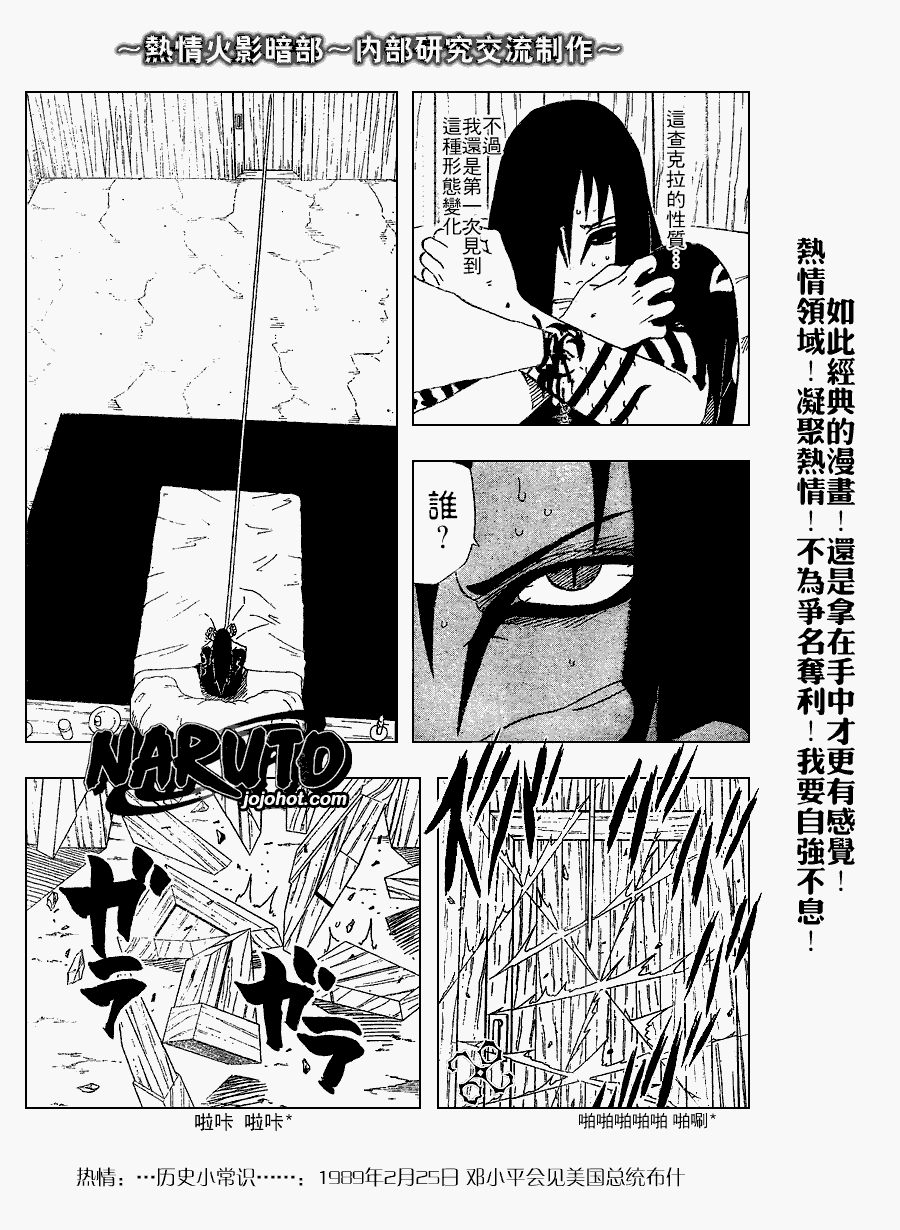 ～熱情火影暗部～内部研究交流制作～
這查克拉的性質…
不過
我還是第一次見到
這種形態變化
誰？
NARUTO
jojohot.com
ガラ
ガラ
啦咔 啦咔*
啪啪啪啪啪 啪唰*
如此經典的漫畫！還是拿在手中才更有感覺！
熱情領域！凝聚熱情！不為爭名奪利！我要自強不息！
热情：…历史小常识……：1989年2月25日 邓小平会见美国总统布什